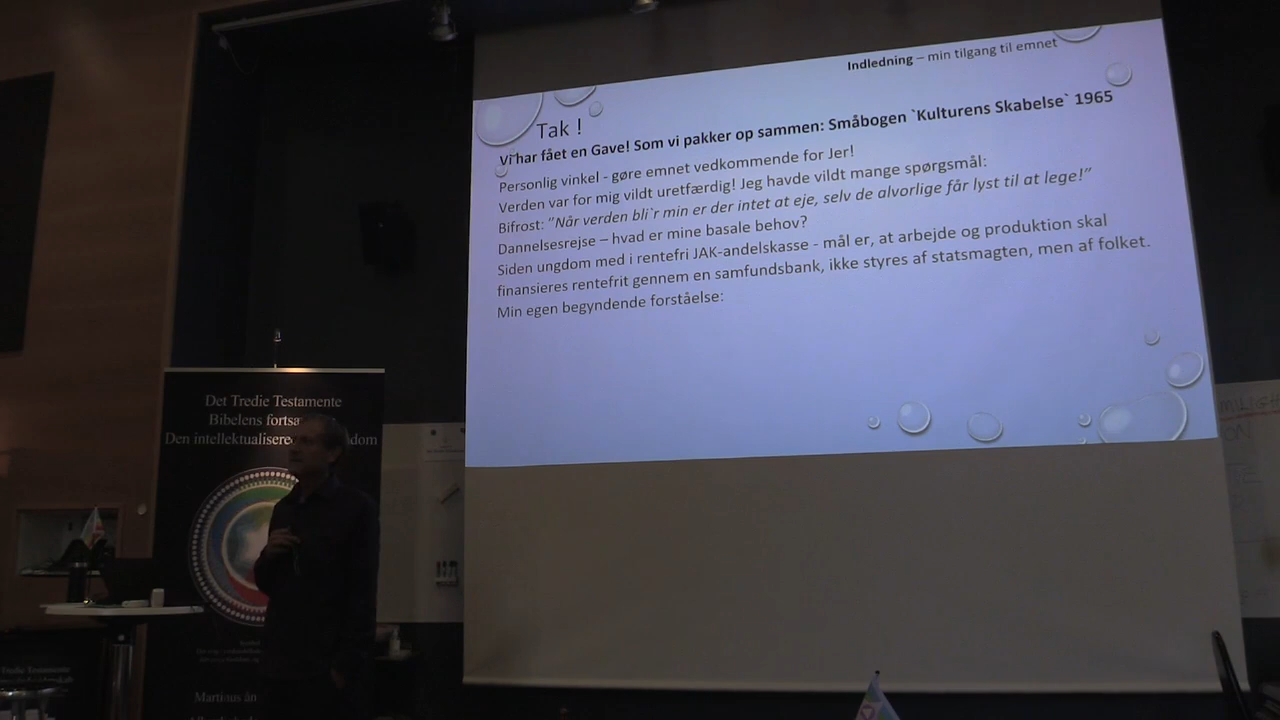 Indledning – min tilgang til emnet
Tak !
Vi har fået en Gave! Som vi pakker op sammen: Småbogen `Kulturens Skabelse` 1965
Personlig vinkel - gøre emnet vedkommende for Jer!
Verden var for mig vildt uretfærdig! Jeg havde vildt mange spørgsmål:
Bifrost: ”Når verden bli`r min er der intet at eje, selv de alvorlige får lyst til at lege!”
Dannelsesrejse – hvad er mine basale behov?
Siden ungdom med i rentefri JAK-andelskasse - mål er, at arbejde og produktion skal
finansieres rentefrit gennem en samfundsbank, ikke styres af statsmagten, men af folket.
Min egen begyndende forståelse:
Det Tredie Testamente
Bibelens
Den
Tredie Testamente